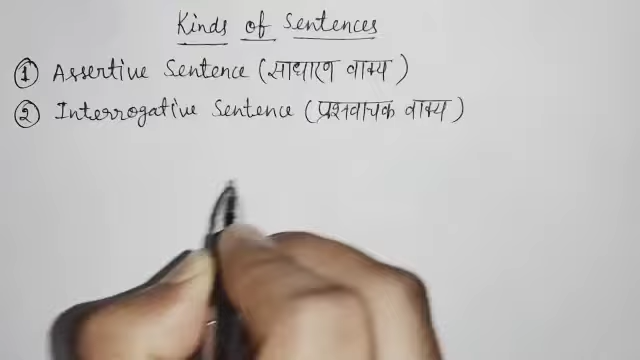 Kinds of Sentences
① Assertive Sentence (साधारण वाक्य)
② Interrogative Sentence (प्रश्नवाचक वाक्य)